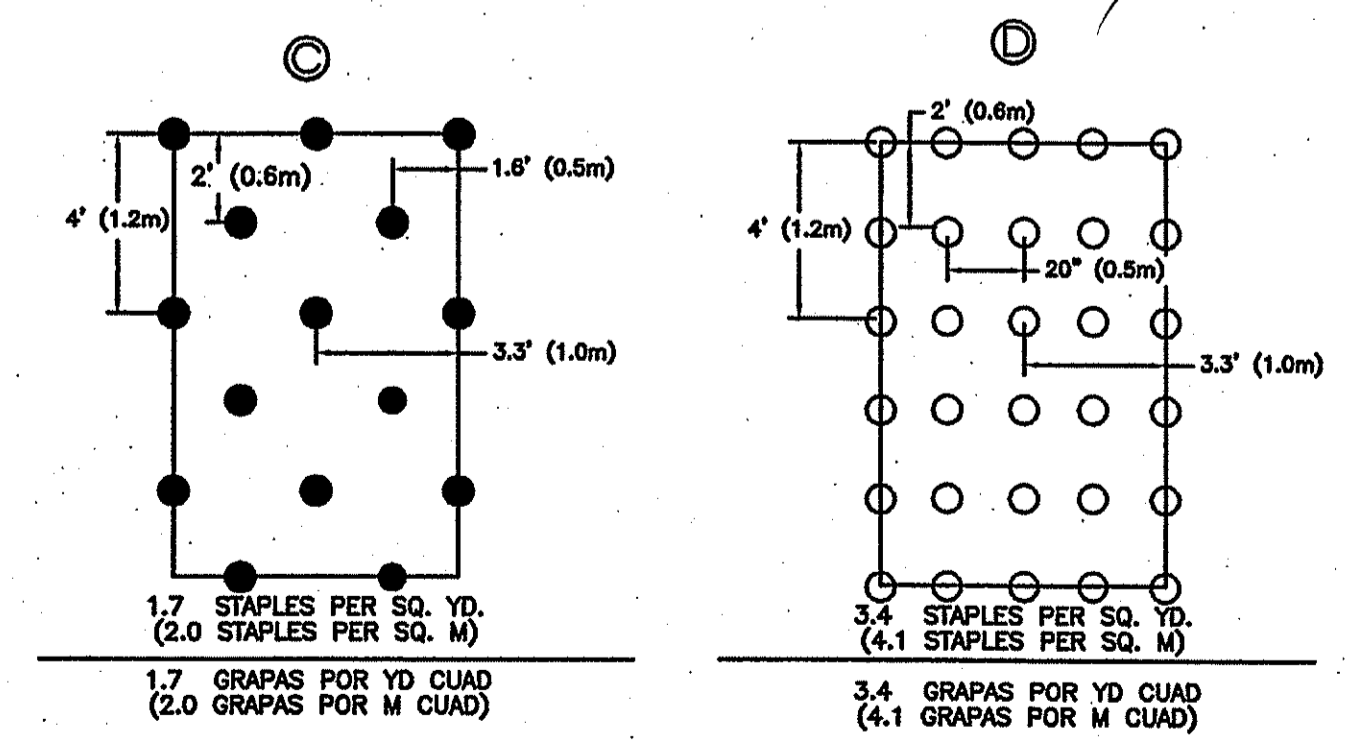 C
2' (0.6m)
1.6' (0.5m)
4' (1.2m)
3.3' (1.0m)
1.7 STAPLES PER SQ. YD.
(2.0 STAPLES PER SQ. M)
1.7 GRAPAS POR YD CUAD
(2.0 GRAPAS POR M CUAD)
D
2' (0.6m)
4' (1.2m)
20" (0.5m)
3.3' (1.0m)
3.4 STAPLES PER SQ. YD.
(4.1 STAPLES PER SQ. M)
3.4 GRAPAS POR YD CUAD
(4.1 GRAPAS POR M CUAD)